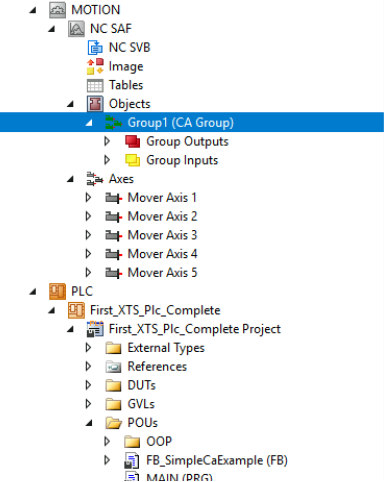 MOTION
NC SAF
NC SVB
Image
Tables
Objects
Group1 (CA Group)
Group Outputs
Group Inputs
Axes
Mover Axis 1
Mover Axis 2
Mover Axis 3
Mover Axis 4
Mover Axis 5
PLC
First_XTS_Plc_Complete
First_XTS_Plc_Complete Project
External Types
References
DUTs
GVLs
POUs
OOP
FB_SimpleCaExample (FB)
MAIN (PRG)